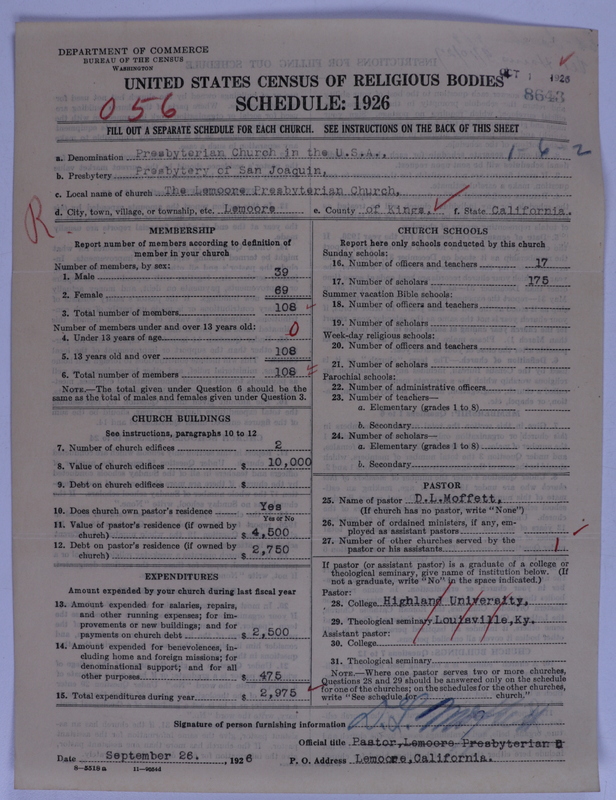 DEPARTMENT OF COMMERCE
BUREAU OF THE CENSUS
WASHINGTON
OCT 1 1926
8643
UNITED STATES CENSUS OF RELIGIOUS BODIES
SCHEDULE: 1926
056
FILL OUT A SEPARATE SCHEDULE FOR EACH CHURCH. SEE INSTRUCTIONS ON THE BACK OF THIS SHEET
a. Denomination Presbyterian Church in the U.S.A., 1-6 2
b. Presbytery Presbytery of San Joaquin,
c. Local name of church The Lemoore Presbyterian Church,
d. City, town, village, or township, etc. Lemoore e. County of Kings, f. State California.
R
MEMBERSHIP
Report number of members according to definition of
member in your church
Number of members, by sex:
1. Male 39
2. Female 69
3. Total number of members 108
Number of members under and over 13 years old:
4. Under 13 years of age 0
5. 13 years old and over 108
6. Total number of members 108
NOTE.—The total given under Question 6 should be the
same as the total of males and females given under Question 3.
CHURCH BUILDINGS
See instructions, paragraphs 10 to 12
7. Number of church edifices 2
8. Value of church edifices $ 10,000
9. Debt on church edifices $
10. Does church own pastor's residence? Yes
Yes or No
11. Value of pastor's residence (if owned by
church) $ 4,500
12. Debt on pastor's residence (if owned by
church) $ 2,750
EXPENDITURES
Amount expended by your church during last fiscal year
13. Amount expended for salaries, repairs,
and other running expenses; for im-
provements or new buildings; and for
payments on church debt $ 2,500
14. Amount expended for benevolences, in-
cluding home and foreign missions; for
denominational support; and for all
other purposes $ 475
15. Total expenditures during year $ 2,975
CHURCH SCHOOLS
Report here only schools conducted by this church
Sunday schools:
16. Number of officers and teachers 17
17. Number of scholars 175
Summer vacation Bible schools:
18. Number of officers and teachers
19. Number of scholars
Week-day religious schools:
20. Number of officers and teachers
21. Number of scholars
Parochial schools:
22. Number of administrative officers
23. Number of teachers—
a. Elementary (grades 1 to 8)
b. Secondary
24. Number of scholars—
a. Elementary (grades 1 to 8)
b. Secondary
PASTOR
25. Name of pastor D.L.Moffett,
(If church has no pastor, write "None")
26. Number of ordained ministers, if any, em-
ployed as assistant pastors
27. Number of other churches served by the
pastor or his assistants 1
If pastor (or assistant pastor) is a graduate of a college or
theological seminary, give name of institution below. (If
not a graduate, write "No" in the space indicated.)
Pastor:
28. College Highland University,
29. Theological seminary Louisville,Ky.
Assistant pastor:
30. College
31. Theological seminary
NOTE.—Where one pastor serves two or more churches,
Questions 28 and 29 should be answered only on the schedule
for one of the churches; on the schedules for the other churches,
write "See schedule for church."
Signature of person furnishing information D. L. Moffett
Official title Pastor,Lemoore Presbyterian C
Date September 26. , 1926 P. O. Address Lemoore,California.
8—5518a 11—9664d